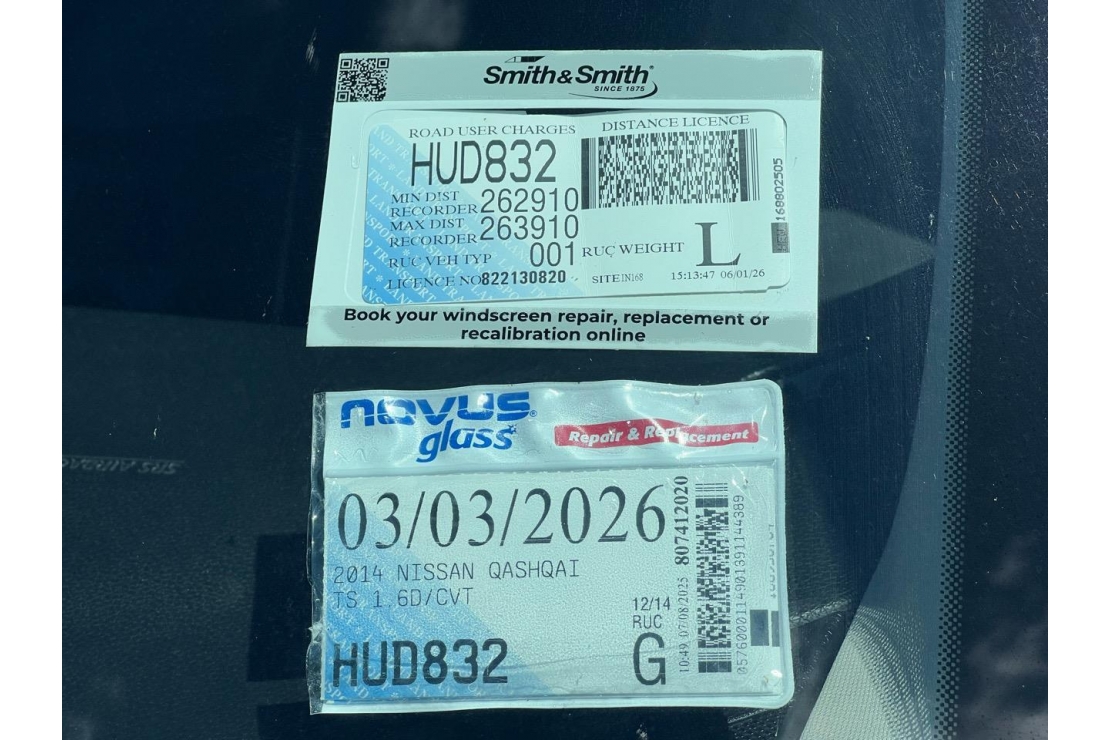 Smith&Smith®
SINCE 1875
ROAD USER CHARGES
DISTANCE LICENCE
HUD832
MIN DIST
RECORDER 262910
MAX DIST
RECORDER 263910
RUC VEH TYP 001
RUC WEIGHT L
LICENCE NO 822130820
SITE IN168
15:13:47 06/01/26
168802505
Book your windscreen repair, replacement or
recalibration online
novus®
glass
Repair & Replacement
03/03/2026
2014 NISSAN QASHQAI
TS 1.6D/CVT
12/14
RUC
HUD832
G
10:49 07/08/2025
807412020
SRS AIRBAG